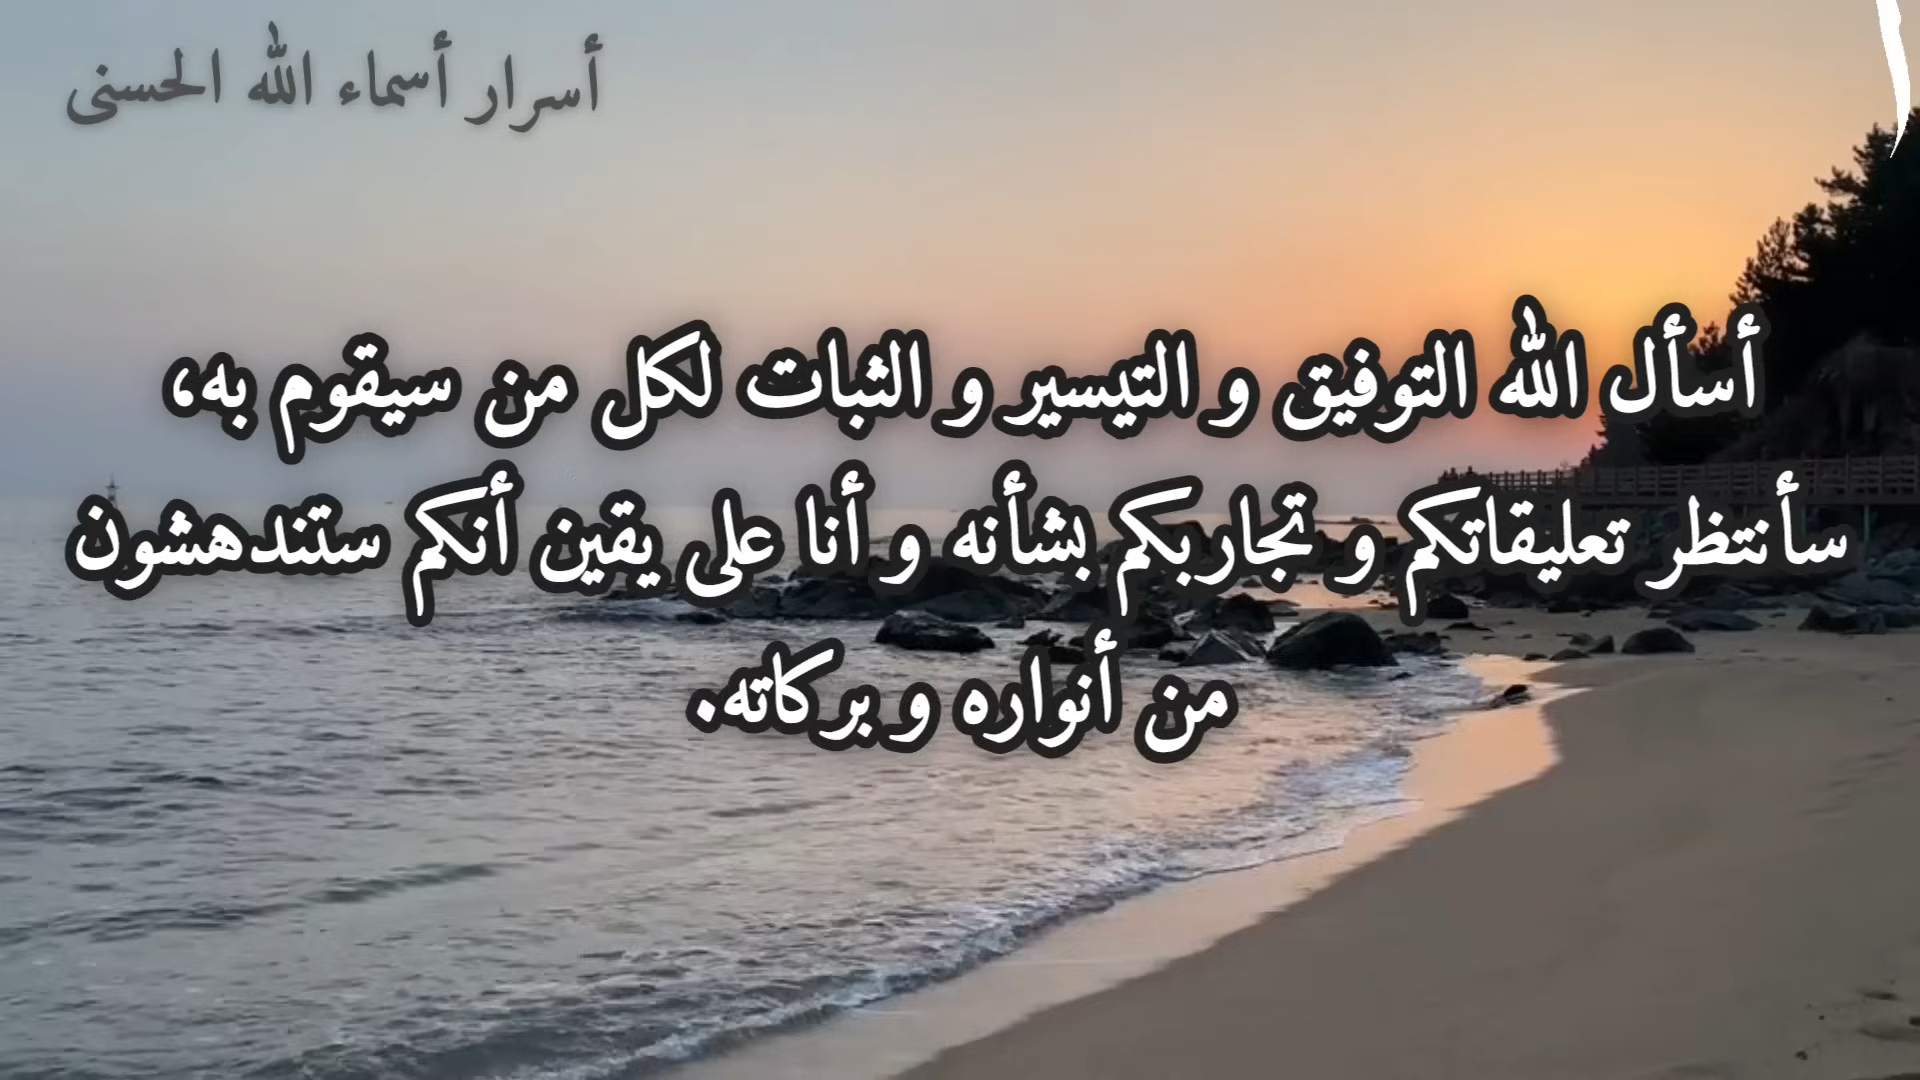 أسرار أسماء الله الحسنى
أسأل الله التوفيق و التيسير و الثبات لكل من سيقوم به،
سأنتظر تعليقاتكم و تجاربكم بشأنه و أنا على يقين أنكم ستندهشون
من أنواره و بركاته.